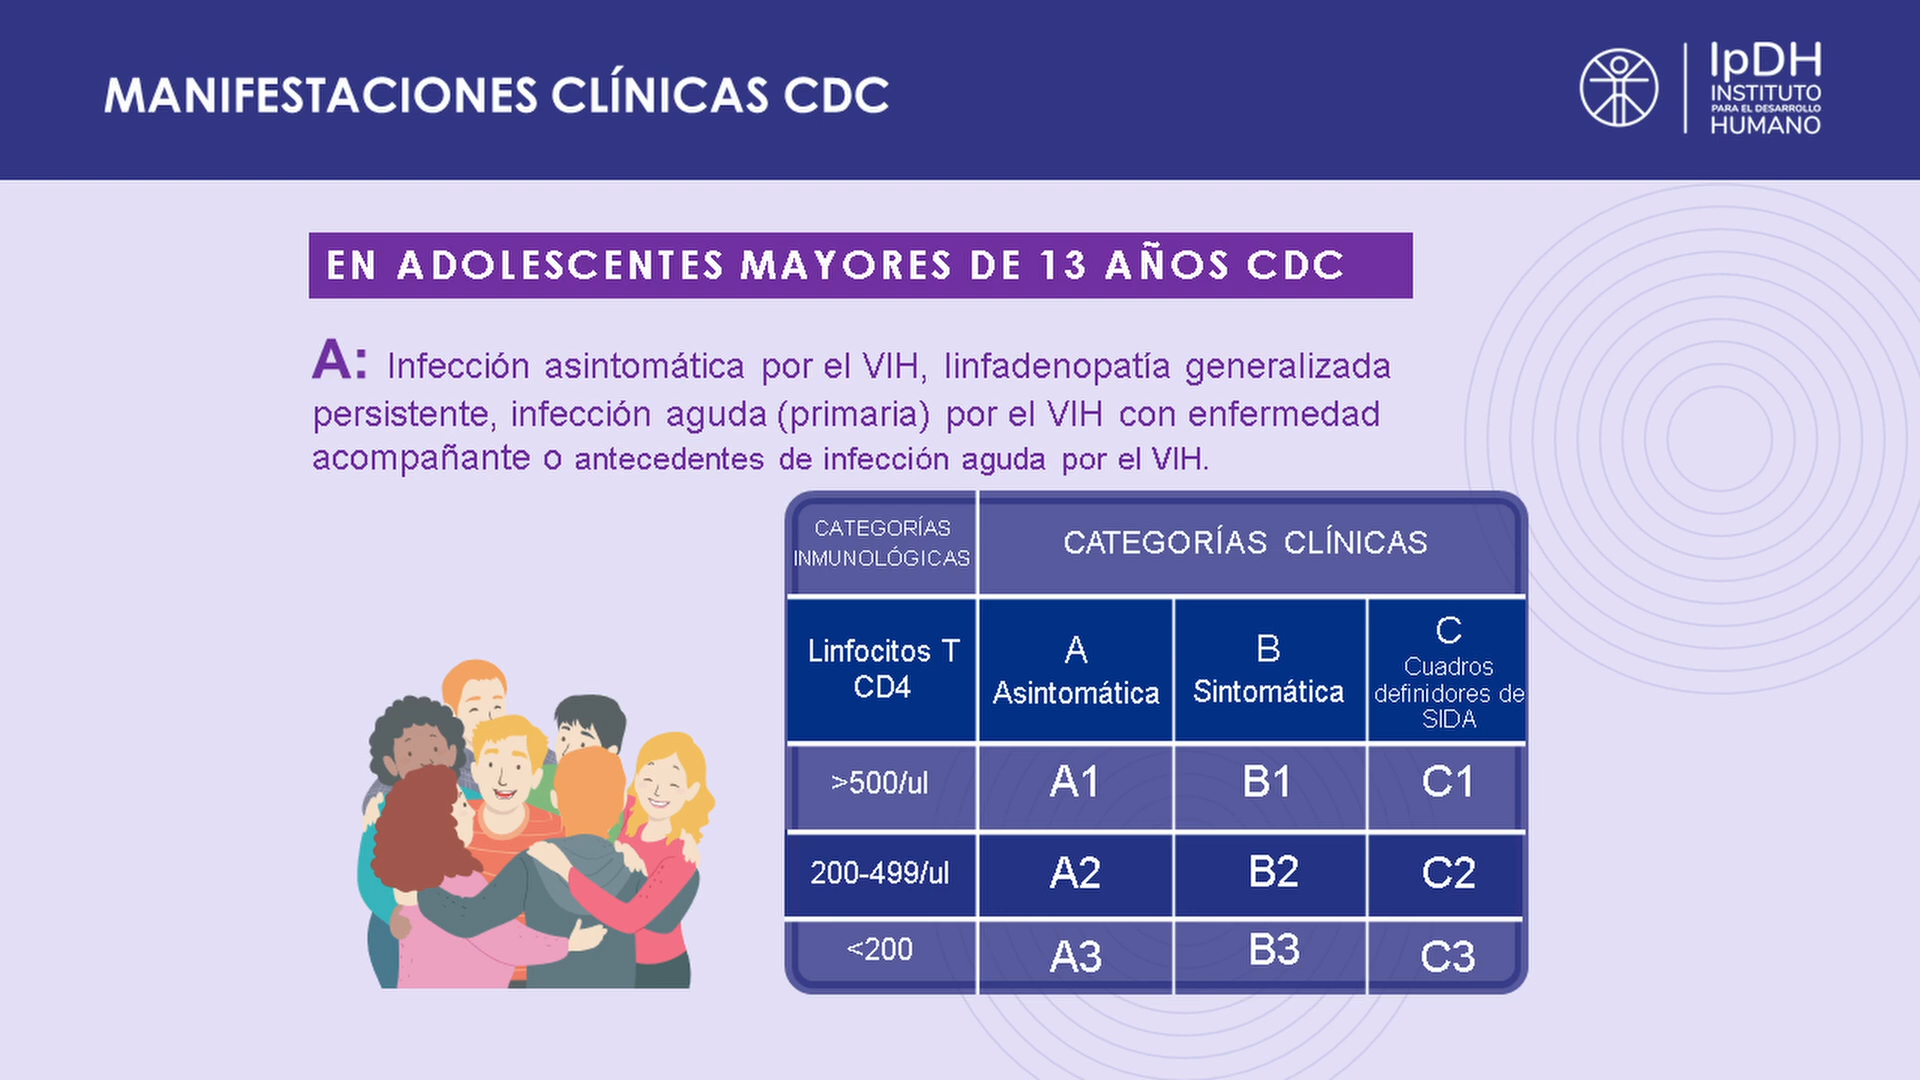 MANIFESTACIONES CLÍNICAS CDC
IpDH
INSTITUTO
PARA EL DESARROLLO
HUMANO
EN ADOLESCENTES MAYORES DE 13 AÑOS CDC
A: Infección asintomática por el VIH, linfadenopatía generalizada
persistente, infección aguda (primaria) por el VIH con enfermedad
acompañante o antecedentes de infección aguda por el VIH.
CATEGORÍAS
INMUNOLÓGICAS
CATEGORÍAS CLÍNICAS
Linfocitos T
CD4
A
Asintomática
B
Sintomática
C
Cuadros
definidores de
SIDA
>500/ul
A1
B1
C1
200-499/ul
A2
B2
C2
<200
A3
B3
C3